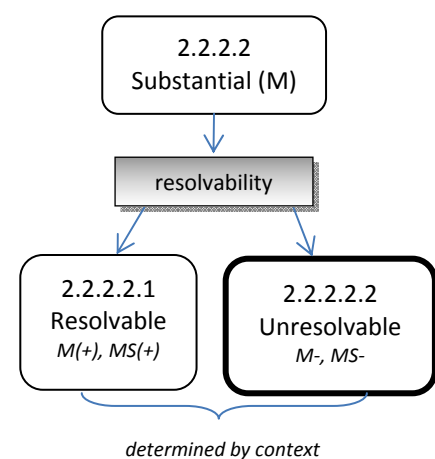 2.2.2.2
Substantial (M)
resolvability
2.2.2.2.1
Resolvable
M(+), MS(+)
2.2.2.2.2
Unresolvable
M-, MS-
determined by context